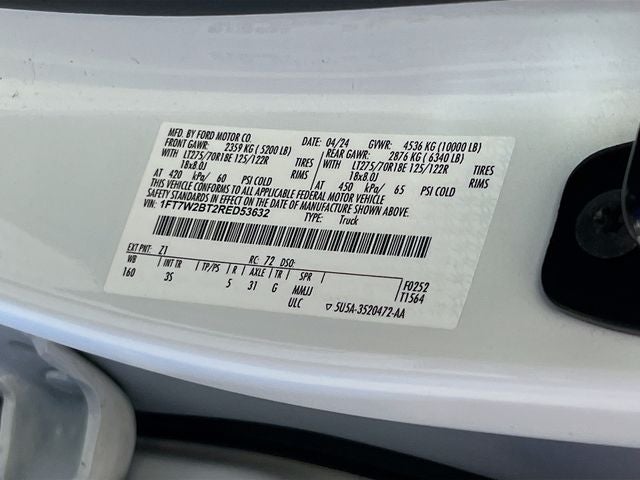 MFD. BY FORD MOTOR CO. 04/24 GVWR: 4536 KG (10000 LB)
FRONT GAWR: 2359 KG (5200 LB) REAR GAWR: 2876 KG (6340 LB)
WITH LT275/70R18E 125/122R TIRES WITH LT275/70R18E 125/122R TIRES
18x8.0J RIMS 18x8.0J RIMS
AT 420 kPa/ 60 PSI COLD AT 450 kPa/ 65 PSI COLD
THIS VEHICLE CONFORMS TO ALL APPLICABLE FEDERAL MOTOR VEHICLE
SAFETY STANDARDS IN EFFECT ON THE DATE OF MANUFACTURE SHOWN ABOVE.
VIN: 1FT7W2BT2RED53632 TYPE: Truck
EXT PNT: Z1 RC: 72 DSO:
WB INT TR TP/PS R AXLE TR SPR F0252
160 3S 5 31 G MMJJ T1564
ULC ▽ 5U5A-3520472-AA